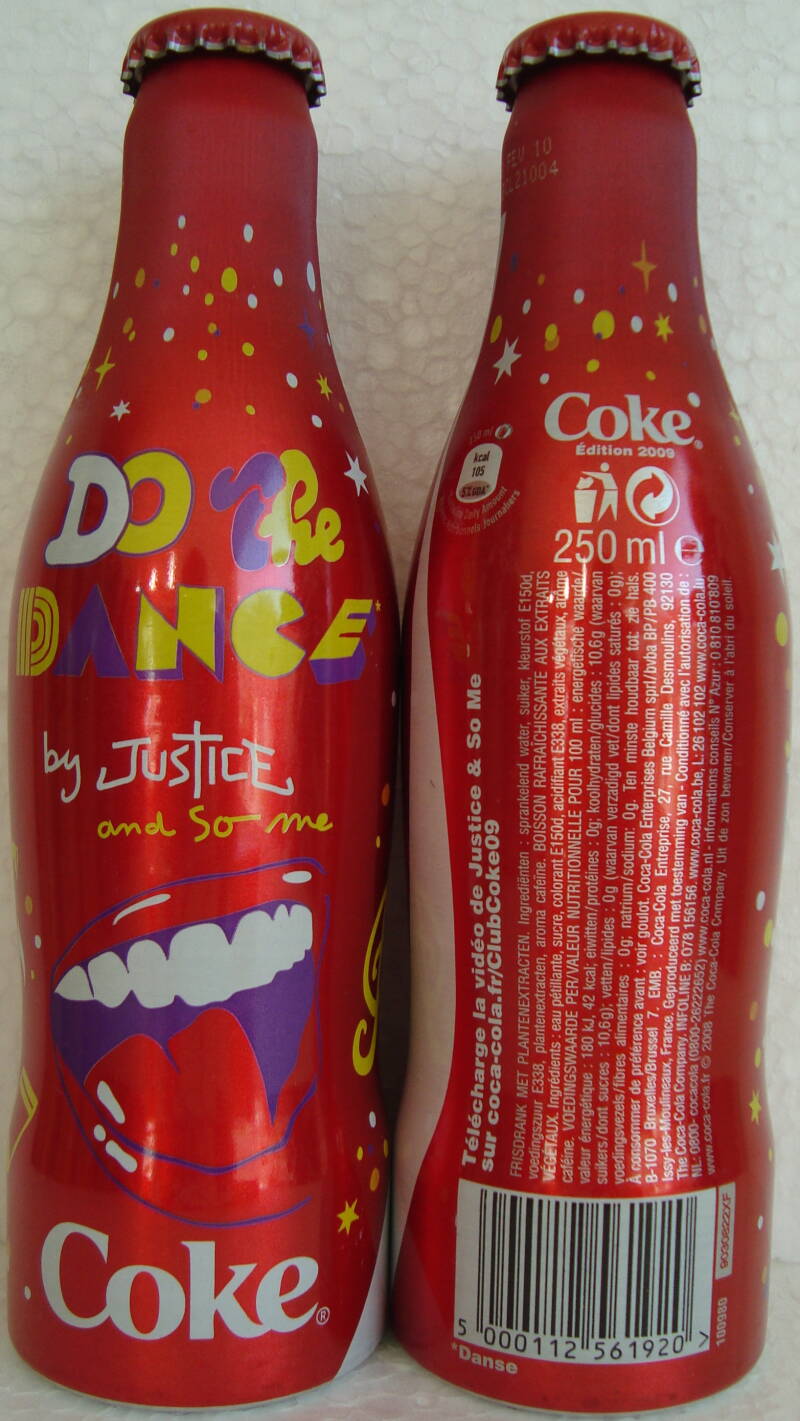 DO the
DANCE*
by JUSTICE
and So me
Coke®
FEV 10
21004
Coke®
Édition 2009
kcal
105
250 ml e
Télécharge la vidéo de Justice & So Me
sur coca-cola.fr/ClubCoke09
FRISDRANK MET PLANTENEXTRACTEN. Ingrediënten : sprankelend water, suiker, kleurstof E150d,
voedingszuur E338, plantenextracten, aroma caféine. BOISSON RAFRAICHISSANTE AUX EXTRAITS
VÉGÉTAUX. Ingrédients : eau pétillante, sucre, colorant E150d, acidifiant E338, extraits végétaux, arôme
caféine. VOEDINGSWAARDE PER/VALEUR NUTRITIONNELLE POUR 100 ml : energetische waarde/
valeur énergétique : 180 kJ, 42 kcal; eiwitten/protéines : 0g; koolhydraten/glucides : 10,6g (waarvan
suikers/dont sucres : 10,6g); vetten/lipides : 0g (waarvan verzadigd vet/dont lipides saturés : 0g);
voedingsvezels/fibres alimentaires : 0g; natrium/sodium: 0g. Ten minste houdbaar tot: zie hals.
À consommer de préférence avant : voir goulot. Coca-Cola Enterprises Belgium sprl/bvba BP/PB 400
B-1070 Bruxelles/Brussel 7. EMB. : Coca-Cola Entreprise, 27, rue Camille Desmoulins, 92130
Issy-les-Moulineaux, France. Geproduceerd met toestemming van - Conditionné avec l'autorisation de :
The Coca-Cola Company, INFOLINE B: 078 156156, www.coca-cola.be, L: 26 102 102 www.coca-cola.lu
NL: 0800- cocacola (0800-26222652) www.coca-cola.nl - Informations conseils N° Azur : 0 810 810 809
www.coca-cola.fr © 2008 The Coca-Cola Company. Uit de zon bewaren/Conserver à l'abri du soleil.
9030822XF
100980
5 000112 561920 >
*Danse